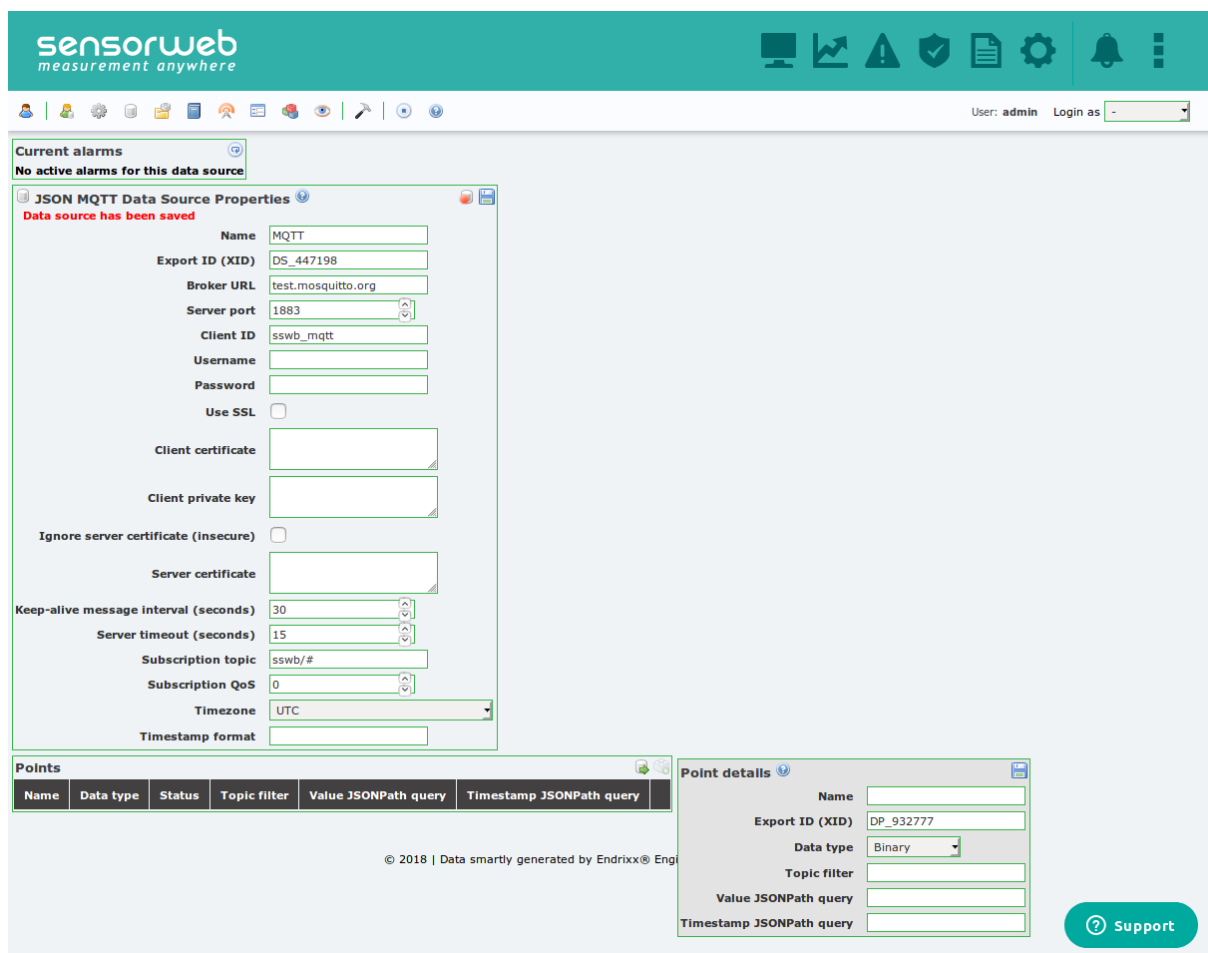 sensorweb
measurement anywhere
User: admin Login as -
Current alarms
No active alarms for this data source
JSON MQTT Data Source Properties
Data source has been saved
Name MQTT
Export ID (XID) DS_447198
Broker URL test.mosquitto.org
Server port 1883
Client ID sswb_mqtt
Username
Password
Use SSL
Client certificate
Client private key
Ignore server certificate (insecure)
Server certificate
Keep-alive message interval (seconds) 30
Server timeout (seconds) 15
Subscription topic sswb/#
Subscription QoS 0
Timezone UTC
Timestamp format
Points
Name Data type Status Topic filter Value JSONPath query Timestamp JSONPath query
Point details
Name
Export ID (XID) DP_932777
Data type Binary
Topic filter
Value JSONPath query
Timestamp JSONPath query
© 2018 | Data smartly generated by Endrixx® Engi
Support